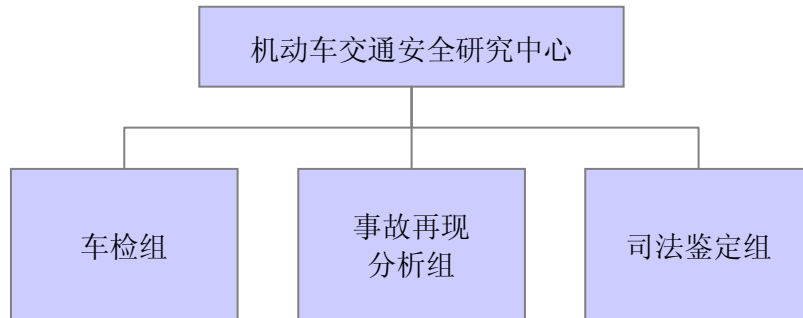 机动车交通安全研究中心
车检组
事故再现
分析组
司法鉴定组